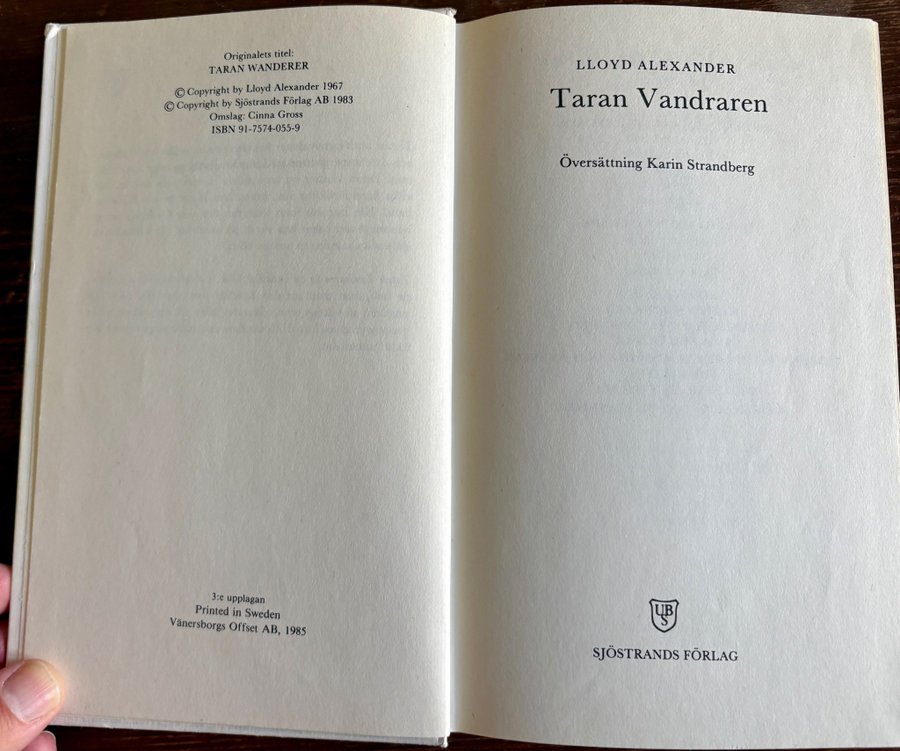 Originalets titel:
TARAN WANDERER
© Copyright by Lloyd Alexander 1967
© Copyright by Sjöstrands Förlag AB 1983
Omslag: Cinna Gross
ISBN 91-7574-055-9
3:e upplagan
Printed in Sweden
Vänersborgs Offset AB, 1985
LLOYD ALEXANDER
Taran Vandraren
Översättning Karin Strandberg
UB
S
SJÖSTRANDS FÖRLAG